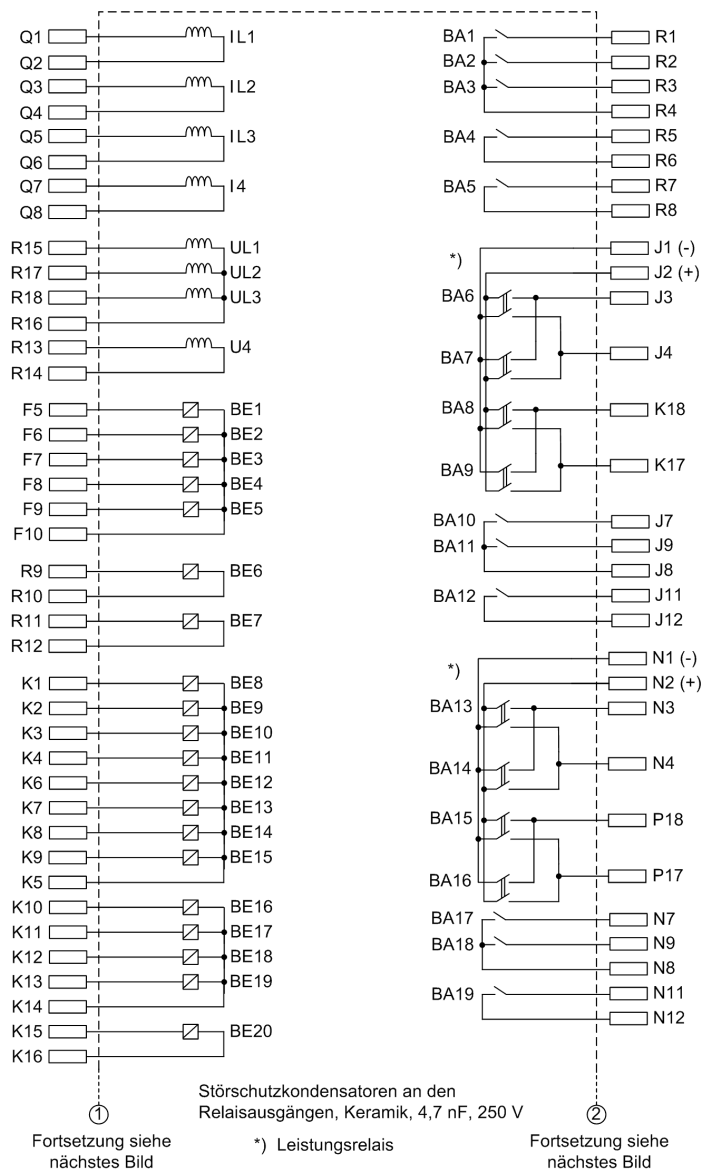 Q1
IL1
Q2
Q3
IL2
Q4
Q5
IL3
Q6
Q7
I4
Q8
R15
UL1
R17
UL2
R18
UL3
R16
R13
U4
R14
F5
BE1
F6
BE2
F7
BE3
F8
BE4
F9
BE5
F10
R9
BE6
R10
R11
BE7
R12
K1
BE8
K2
BE9
K3
BE10
K4
BE11
K6
BE12
K7
BE13
K8
BE14
K9
BE15
K5
K10
BE16
K11
BE17
K12
BE18
K13
BE19
K14
K15
BE20
K16
BA1
R1
BA2
R2
BA3
R3
R4
BA4
R5
R6
BA5
R7
R8
J1 (-)
*)
J2 (+)
BA6
J3
BA7
J4
BA8
K18
BA9
K17
BA10
J7
BA11
J9
J8
BA12
J11
J12
N1 (-)
*)
N2 (+)
BA13
N3
BA14
N4
BA15
P18
BA16
P17
BA17
N7
BA18
N9
N8
BA19
N11
N12
Störschutzkondensatoren an den
Relaisausgängen, Keramik, 4,7 nF, 250 V
*) Leistungsrelais
1
Fortsetzung siehe
nächstes Bild
2
Fortsetzung siehe
nächstes Bild